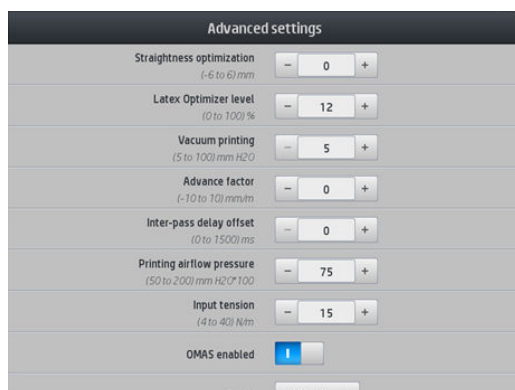 Advanced settings
Straightness optimization
(-6 to 6) mm
- 0 +
Latex Optimizer level
(0 to 100) %
- 12 +
Vacuum printing
(5 to 100) mm H2O
- 5 +
Advance factor
(-10 to 10) mm/m
- 0 +
Inter-pass delay offset
(0 to 1500) ms
- 0 +
Printing airflow pressure
(50 to 200) mm H2O*100
- 75 +
Input tension
(4 to 40) N/m
- 15 +
OMAS enabled
I